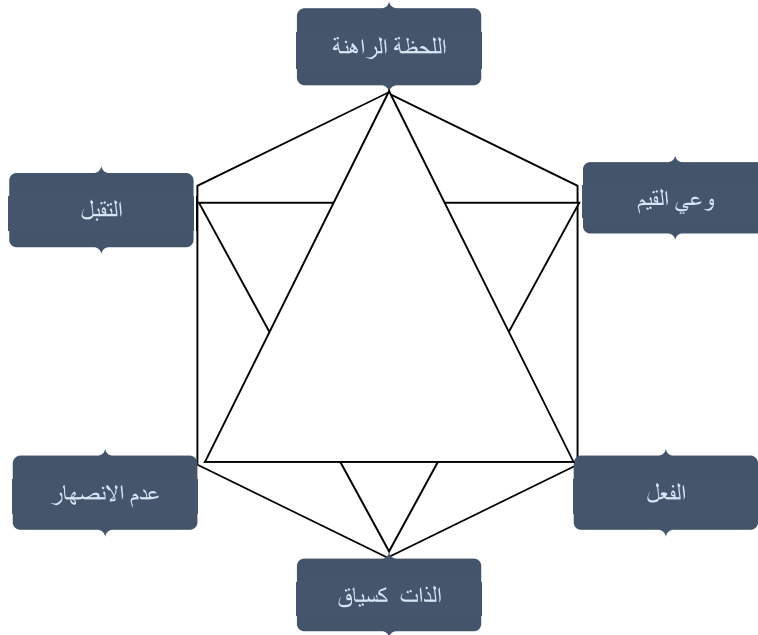 اللحظة الراهنة
وعي القيم
التقبل
الفعل
عدم الانصهار
الذات كسياق